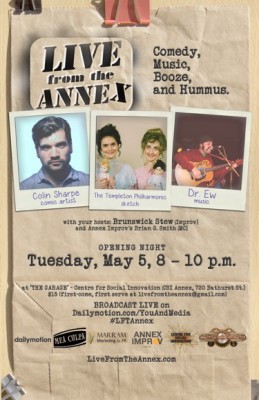 LIVE
from the
ANNEX
Comedy,
Music,
Booze,
and Hummus.
Colin Sharpe
comic artist
The Templeton Philharmonic
sketch
Dr. Ew
music
with your hosts: Brunswick Stew (Improv)
and Annex Improv's Brian G. Smith (MC)
OPENING NIGHT
Tuesday, May 5, 8 - 10 p.m.
at 'THE GARAGE' - Centre for Social Innovation (CSI Annex, 720 Bathurst St.)
$15 (first-come, first serve at livefromtheannex@gmail.com)
BROADCAST LIVE on
Dailymotion.com/YouAndMedia
#LFTAnnex
dailymotion
MEA CULPA
MARRAM
ANNEX
IMPROV
LiveFromTheAnnex.com